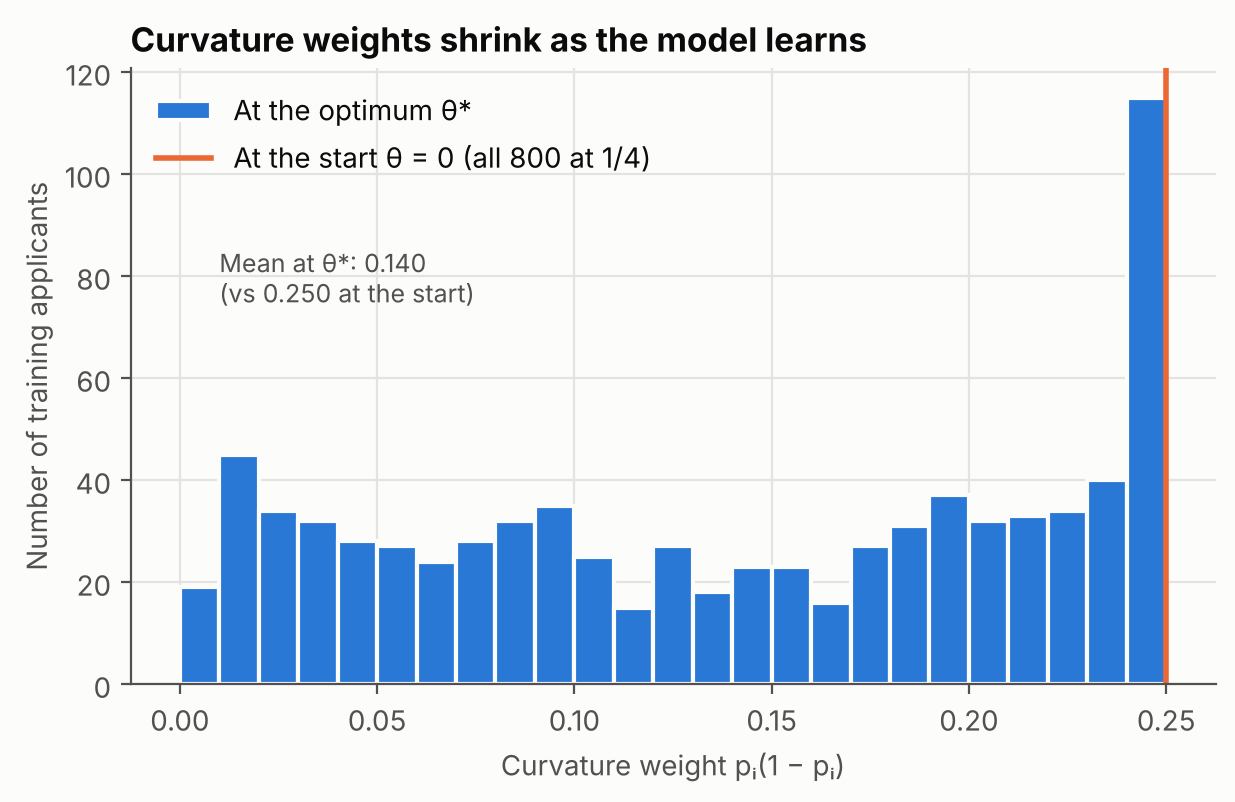 Curvature weights shrink as the model learns
At the optimum θ*
At the start θ = 0 (all 800 at 1/4)
Mean at θ*: 0.140
(vs 0.250 at the start)
Number of training applicants
120
100
80
60
40
20
0
0.00 0.05 0.10 0.15 0.20 0.25
Curvature weight pᵢ(1 − pᵢ)